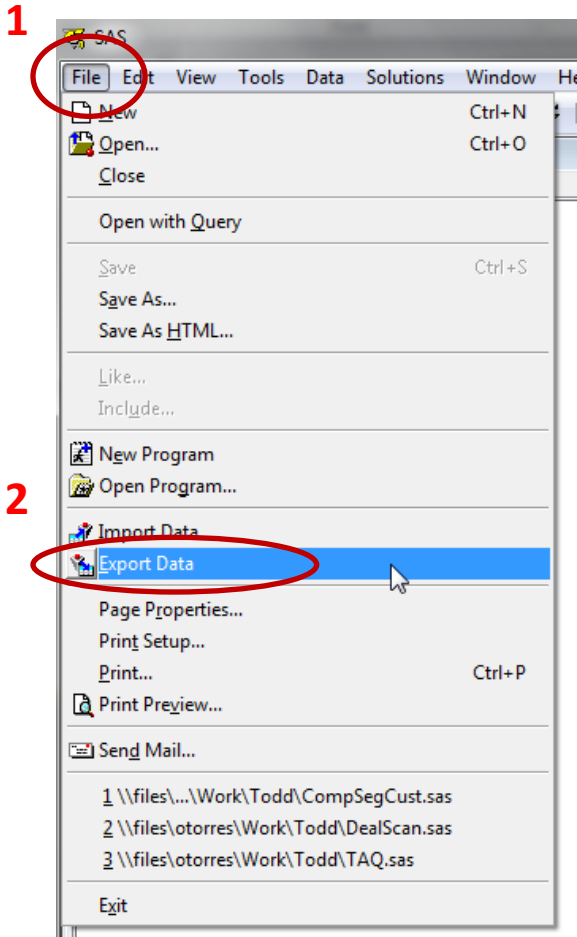 1
SAS
File Edit View Tools Data Solutions Window He
New Ctrl+N
Open... Ctrl+O
Close
Open with Query
Save Ctrl+S
Save As...
Save As HTML...
Like...
Include...
New Program
Open Program...
2
Import Data
Export Data
Page Properties...
Print Setup...
Print... Ctrl+P
Print Preview...
Send Mail...
1 \\files\...\Work\Todd\CompSegCust.sas
2 \\files\otorres\Work\Todd\DealScan.sas
3 \\files\otorres\Work\Todd\TAQ.sas
Exit